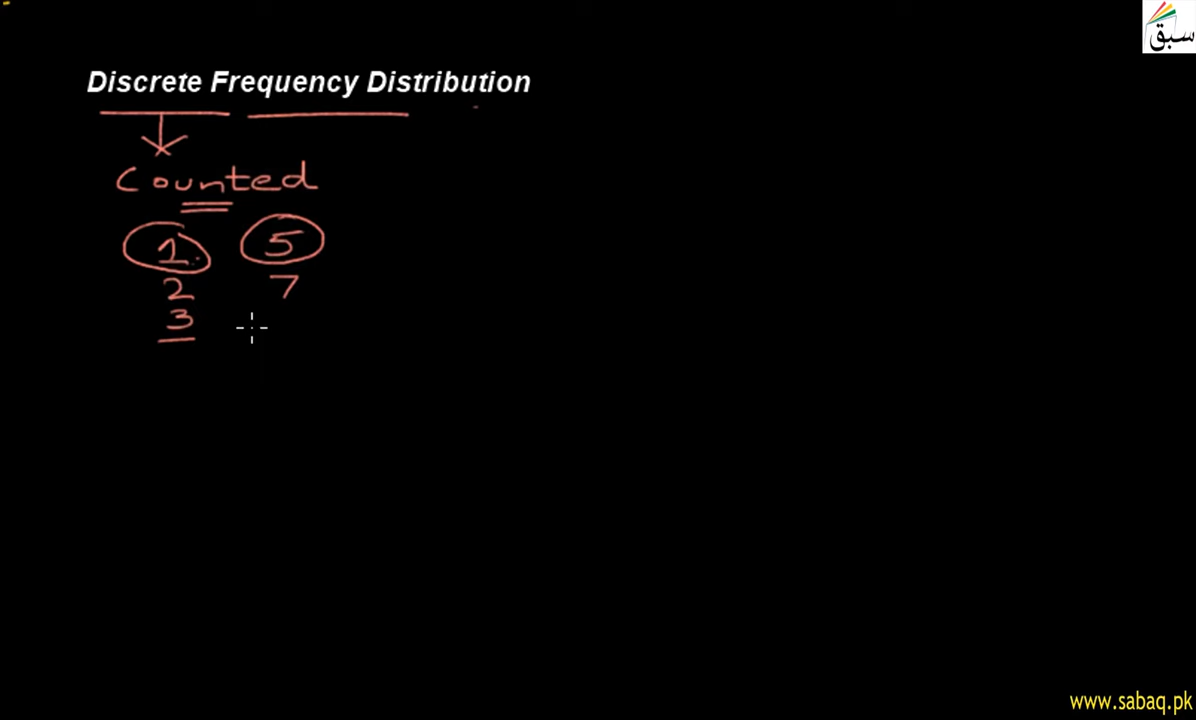 سبق
Discrete Frequency Distribution
Counted
1 5
2 7
3
www.sabaq.pk